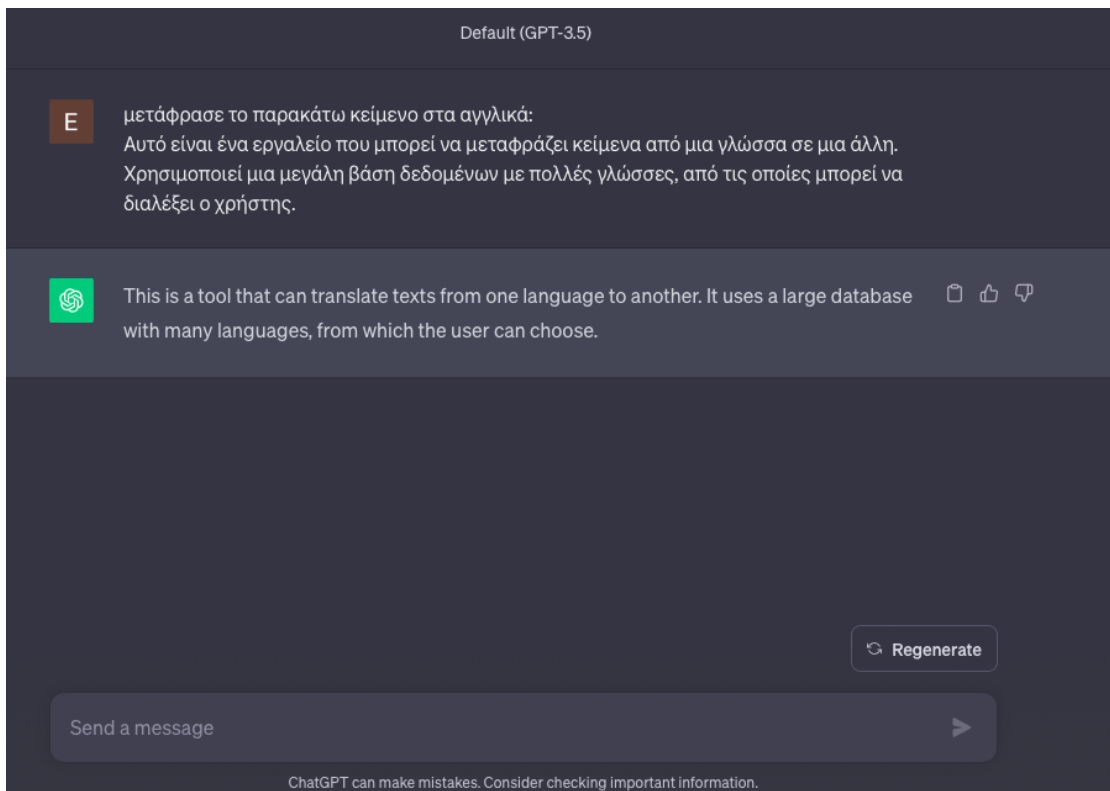 Default (GPT-3.5)
E
μετάφρασε το παρακάτω κείμενο στα αγγλικά:
Αυτό είναι ένα εργαλείο που μπορεί να μεταφράζει κείμενα από μια γλώσσα σε μια άλλη.
Χρησιμοποιεί μια μεγάλη βάση δεδομένων με πολλές γλώσσες, από τις οποίες μπορεί να
διαλέξει ο χρήστης.
This is a tool that can translate texts from one language to another. It uses a large database
with many languages, from which the user can choose.
Regenerate
Send a message
ChatGPT can make mistakes. Consider checking important information.